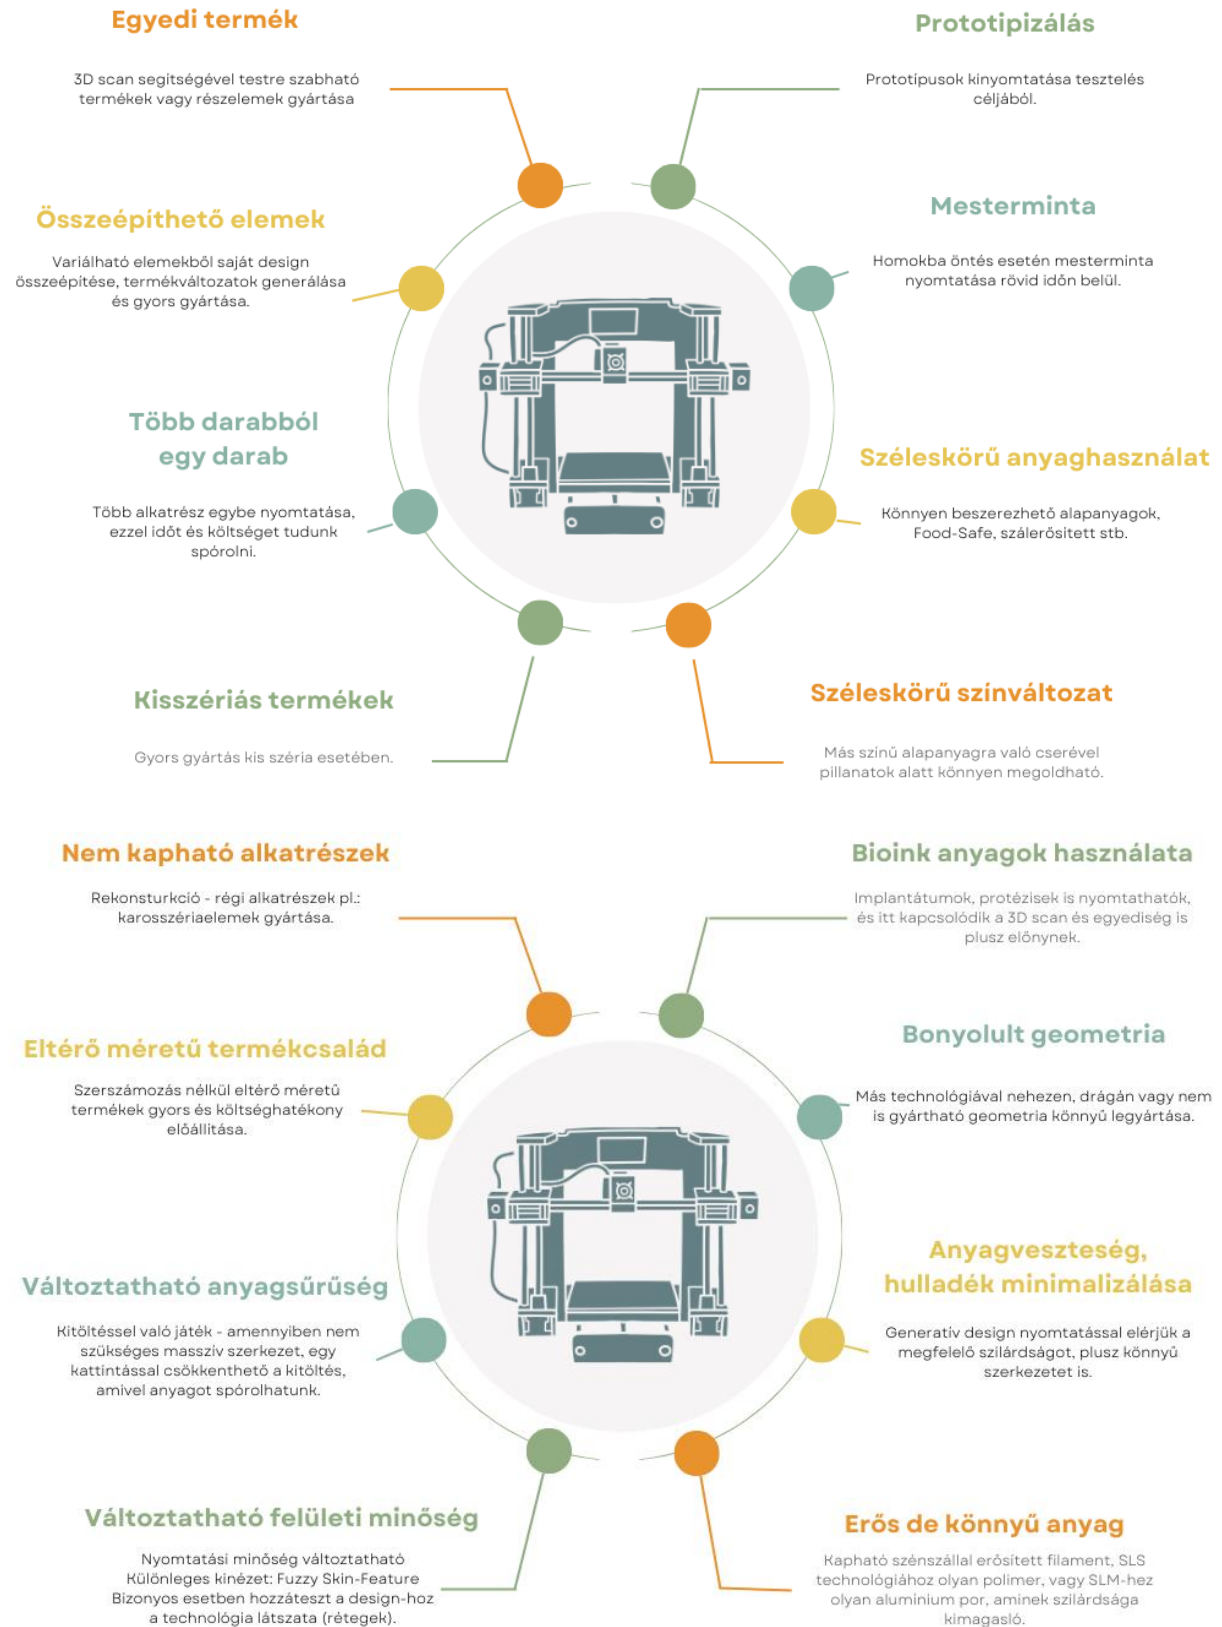 Egyedi termék
3D scan segítségével testre szabható
termékek vagy részelemek gyártása
Összeépíthető elemek
Variálható elemekből saját design
összeépítése, termékváltozatok generálása
és gyors gyártása.
Több darabból
egy darab
Több alkatrész egybe nyomtatása,
ezzel időt és költséget tudunk
spórolni.
Kisszériás termékek
Gyors gyártás kis széria esetében.
Prototipizálás
Prototípusok kinyomtatása tesztelés
céljából.
Mesterminta
Homokba öntés esetén mesterminta
nyomtatása rövid időn belül.
Széleskörű anyaghasználat
Könnyen beszerezhető alapanyagok,
Food-Safe, szálerősített stb.
Széleskörű színváltozat
Más színű alapanyagra való cserével
pillanatok alatt könnyen megoldható.
Nem kapható alkatrészek
Rekonsturkció - régi alkatrészek pl.:
karosszériaelemek gyártása.
Eltérő méretű termékcsalád
Szerszámozás nélkül eltérő méretű
termékek gyors és költséghatékony
előállítása.
Változtatható anyagsűrűség
Kitöltéssel való játék - amennyiben nem
szükséges masszív szerkezet, egy
kattintással csökkenthető a kitöltés,
amivel anyagot spórolhatunk.
Változtatható felületi minőség
Nyomtatási minőség változtatható
Különleges kinézet: Fuzzy Skin-Feature
Bizonyos esetben hozzáteszt a design-hoz
a technológia látszata (rétegek).
Bioink anyagok használata
Implantátumok, protézisek is nyomtathatók,
és itt kapcsolódik a 3D scan és egyediség is
plusz előnynek.
Bonyolult geometria
Más technológiával nehezen, drágán vagy nem
is gyártható geometria könnyű legyártása.
Anyagveszteség,
hulladék minimalizálása
Generatív design nyomtatással elérjük a
megfelelő szilárdságot, plusz könnyű
szerkezetet is.
Erős de könnyű anyag
Kapható szénszállal erősített filament, SLS
technológiához olyan polimer, vagy SLM-hez
olyan aluminium por, aminek szilárdsága
kimagasló.